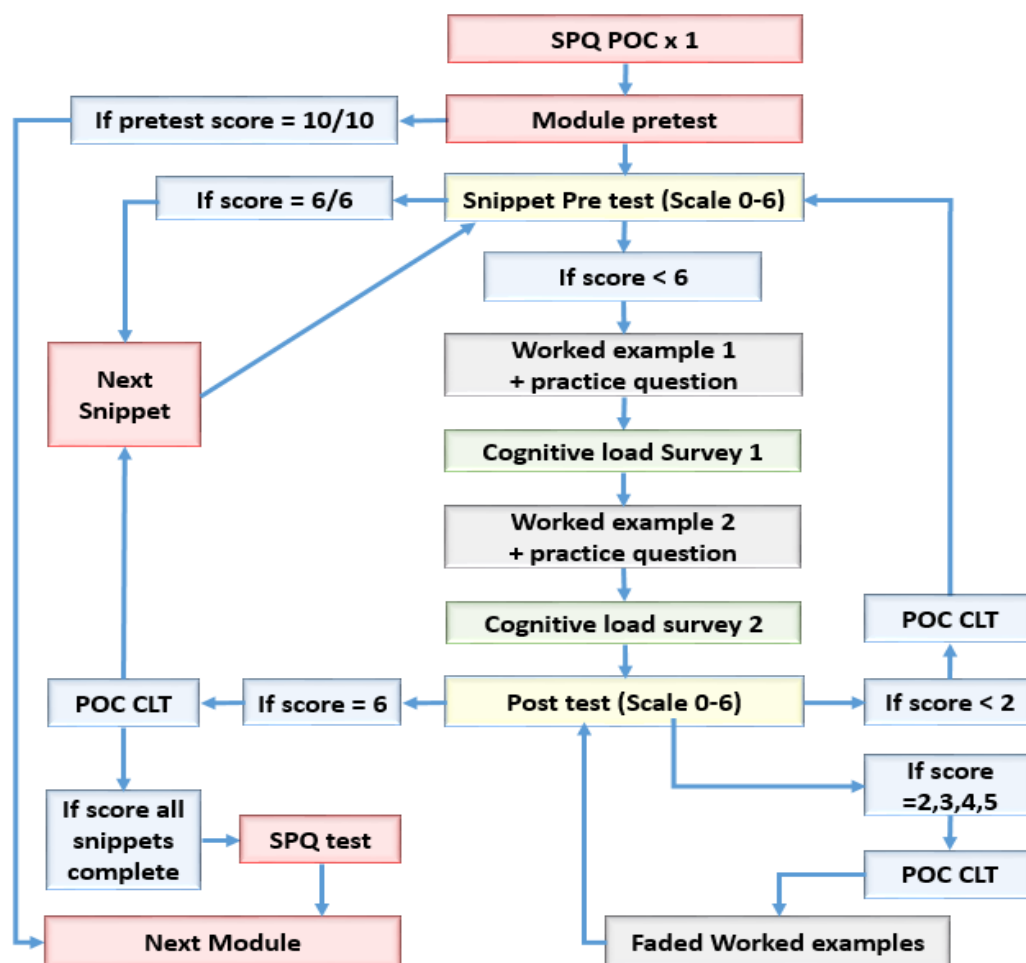 SPQ POC x 1
If pretest score = 10/10
Module pretest
If score = 6/6
Snippet Pre test (Scale 0-6)
If score < 6
Next
Snippet
Worked example 1
+ practice question
Cognitive load Survey 1
Worked example 2
+ practice question
Cognitive load survey 2
POC CLT
POC CLT
If score = 6
Post test (Scale 0-6)
If score < 2
If score
=2,3,4,5
If score all
snippets
complete
SPQ test
POC CLT
Next Module
Faded Worked examples